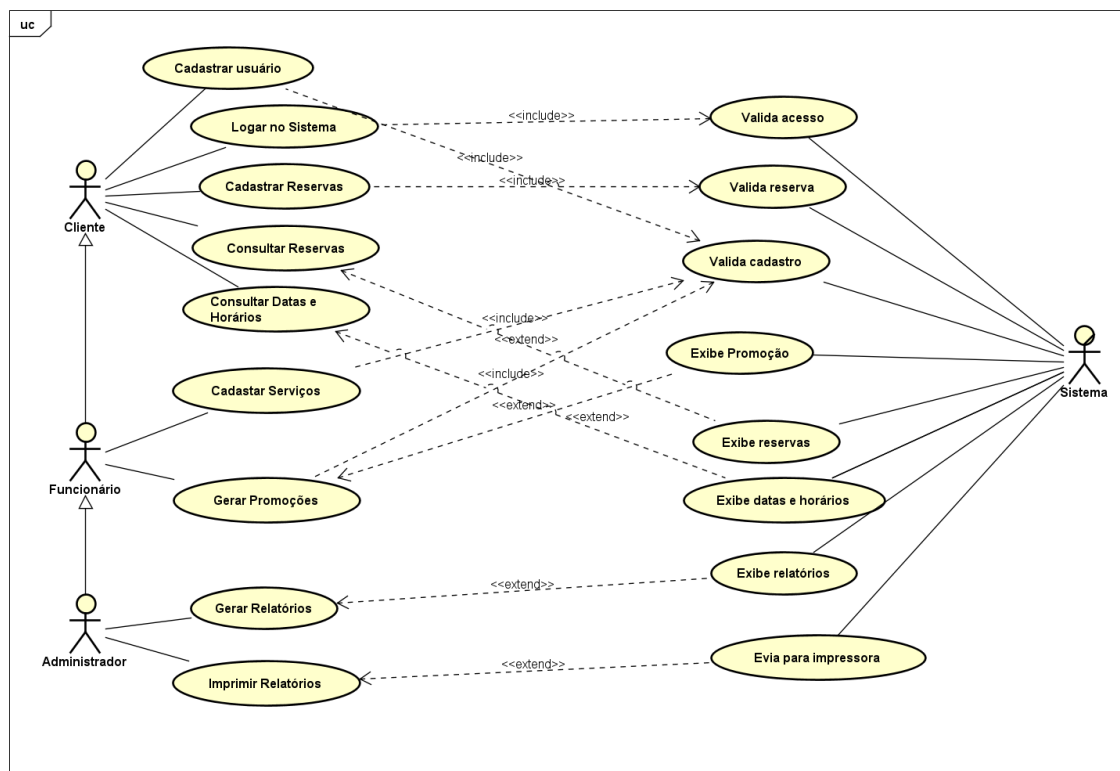 uc
Cadastrar usuário
Logar no Sistema
<<include>>
Valida acesso
<<include>>
Cadastrar Reservas
<<include>>
Valida reserva
Cliente
Consultar Reservas
Valida cadastro
Consultar Datas e
Horários
<<include>>
<<extend>>
Exibe Promoção
<<include>>
Cadastar Serviços
Sistema
<<extend>>
<<extend>>
Exibe reservas
Funcionário
Gerar Promoções
Exibe datas e horários
<<extend>>
Exibe relatórios
Gerar Relatórios
Administrador
<<extend>>
Evia para impressora
Imprimir Relatórios